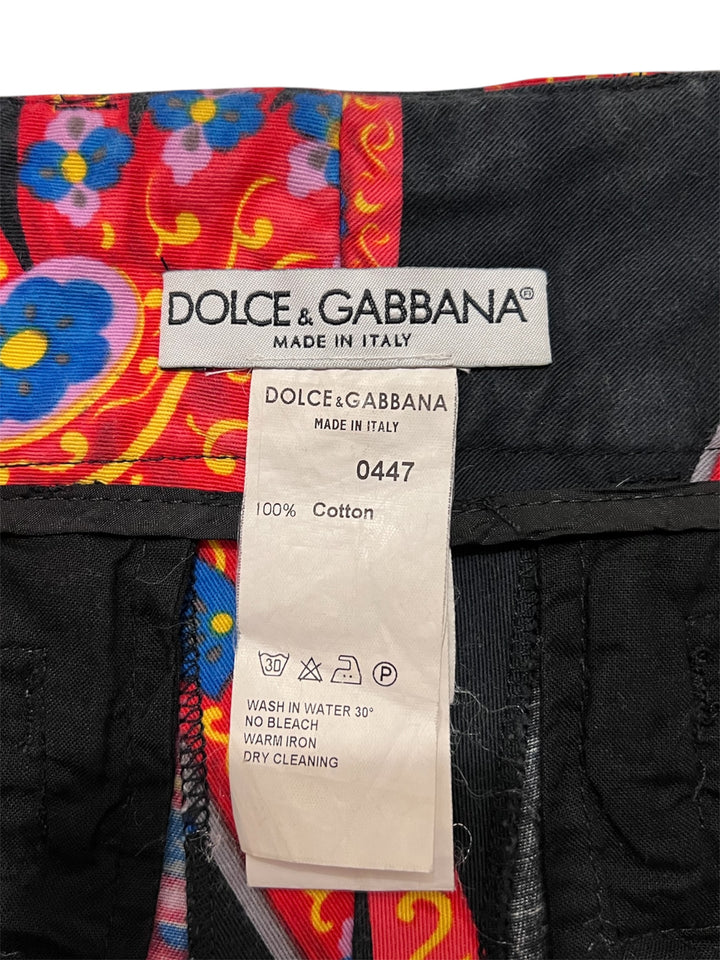 DOLCE & GABBANA
MADE IN ITALY
DOLCE & GABBANA
MADE IN ITALY
0447
100% Cotton
30 P
WASH IN WATER 30°
NO BLEACH
WARM IRON
DRY CLEANING